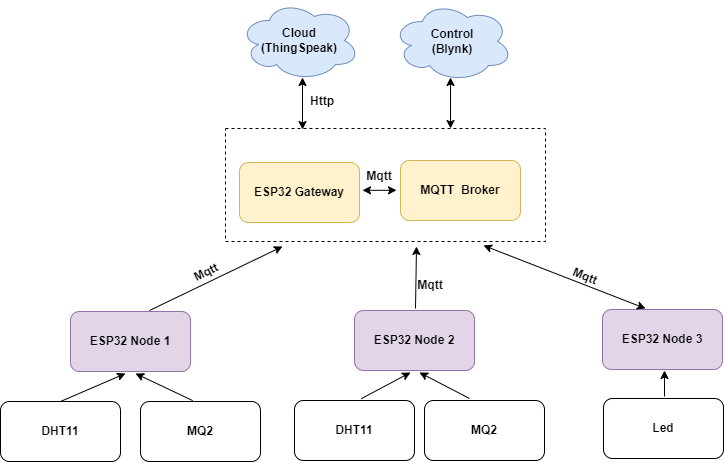 Cloud
(ThingSpeak)
Control
(Blynk)
Http
ESP32 Gateway
Mqtt
MQTT Broker
Mqtt
Mqtt
Mqtt
ESP32 Node 1
ESP32 Node 2
ESP32 Node 3
DHT11
MQ2
DHT11
MQ2
Led